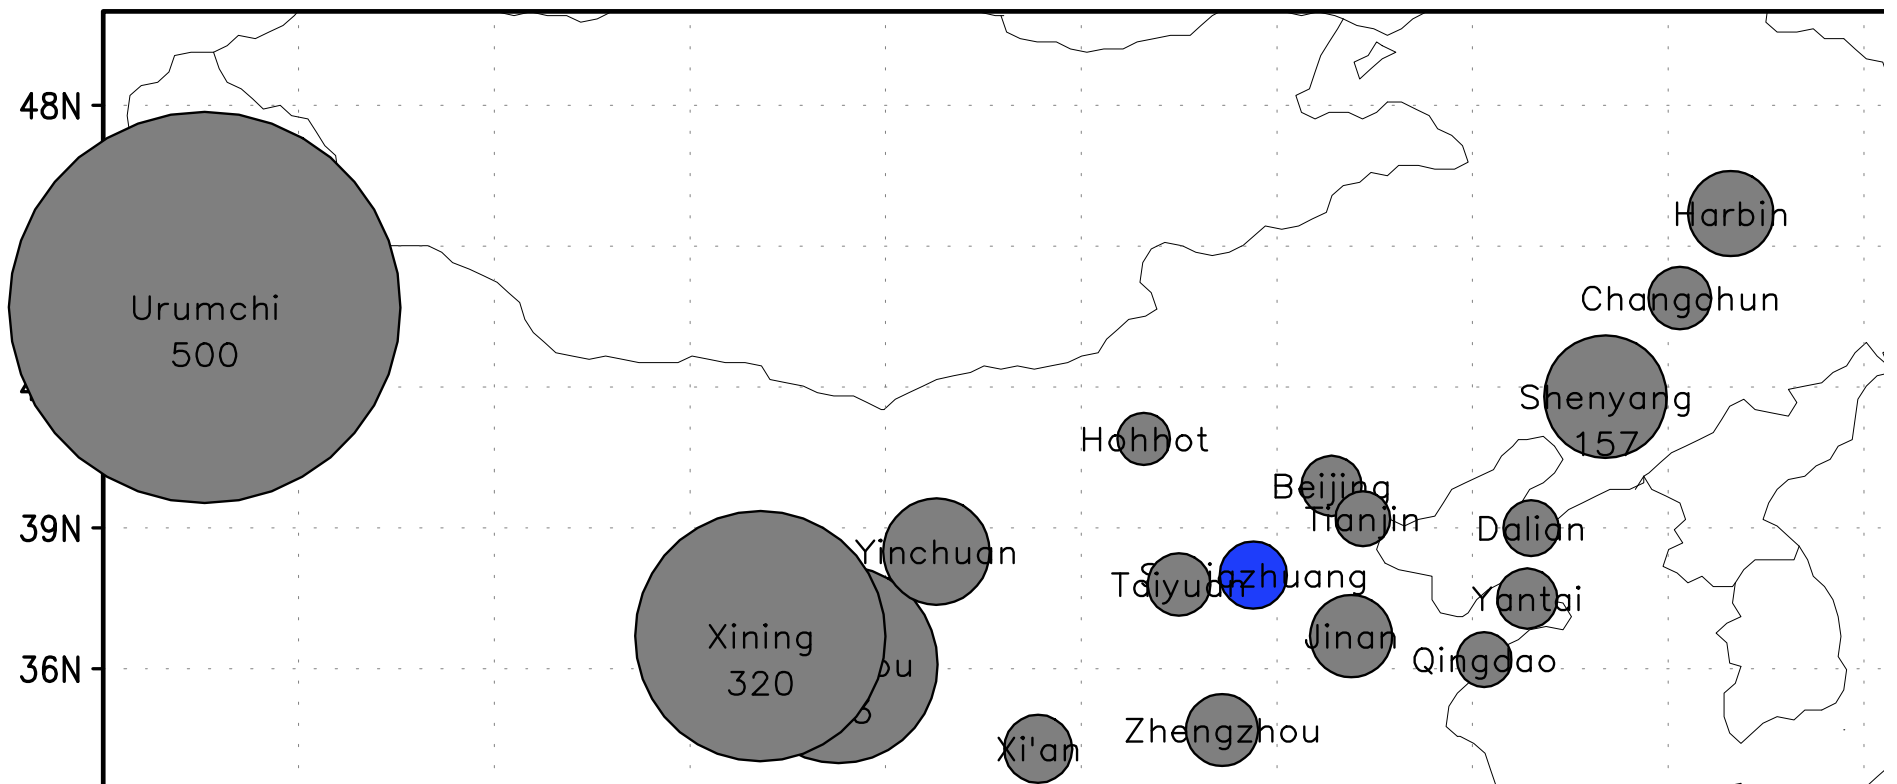 48N
Harbin
Changchun
Urumchi
500
Shenyang
157
Hohhot
Beijing
Tianjin
39N
Dalian
Yinchuan
Taiyuan
Yantai
Xining
320
Jinan
36N
Qingdao
Zhengzhou
Xi'an